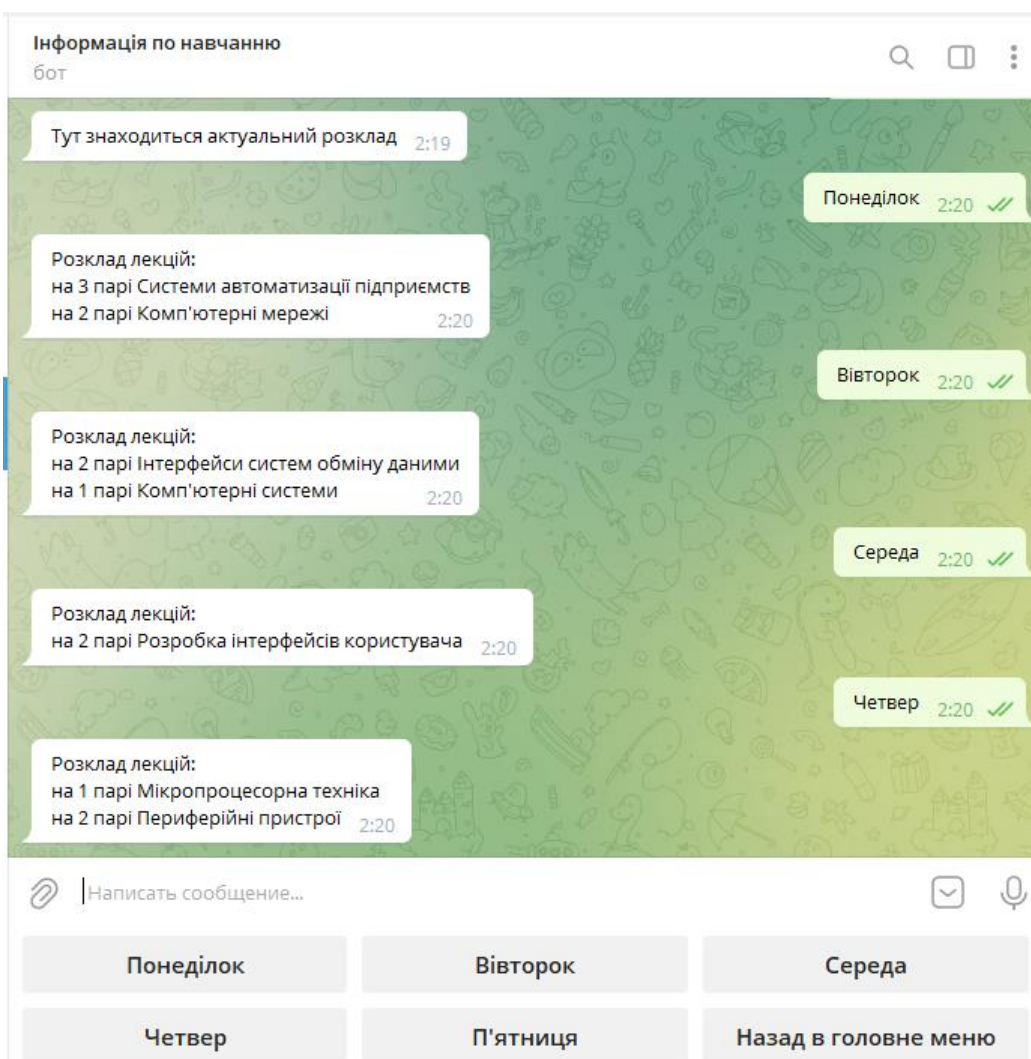 Інформація по навчанню
бот
Тут знаходиться актуальний розклад 2:19
Понеділок 2:20
Розклад лекцій:
на 3 парі Системи автоматизації підприємств
на 2 парі Комп'ютерні мережі 2:20
Вівторок 2:20
Розклад лекцій:
на 2 парі Інтерфейси систем обміну даними
на 1 парі Комп'ютерні системи 2:20
Середа 2:20
Розклад лекцій:
на 2 парі Розробка інтерфейсів користувача 2:20
Четвер 2:20
Розклад лекцій:
на 1 парі Мікропроцесорна техніка
на 2 парі Периферійні пристрої 2:20
Написать сообщение...
Понеділок Вівторок Середа
Четвер П'ятниця Назад в головне меню